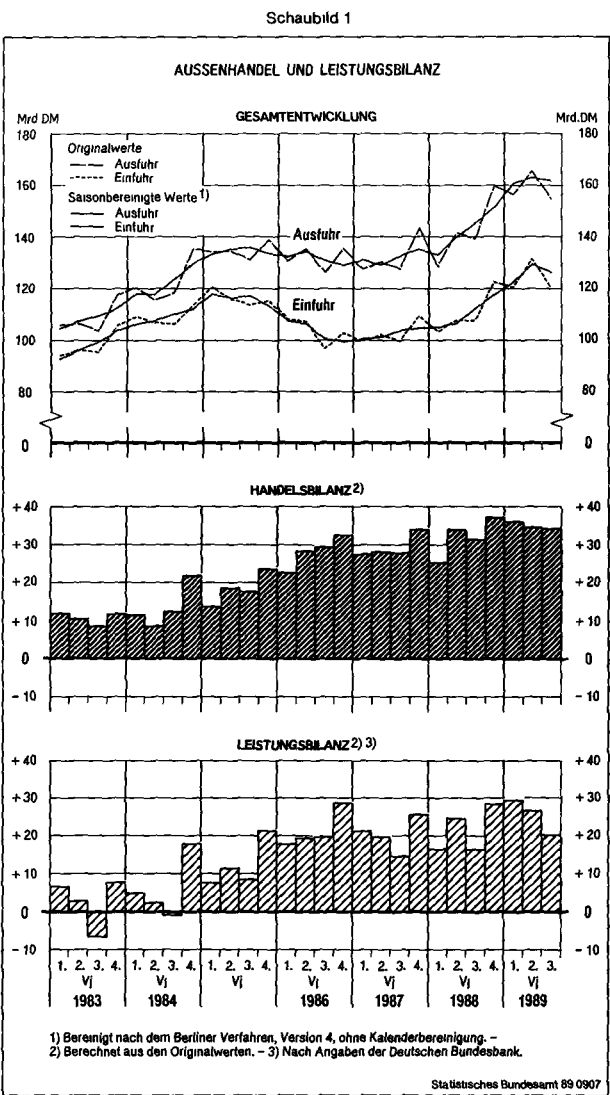 Schaubild 1
AUSSENHANDEL UND LEISTUNGSBILANZ
GESAMTENTWICKLUNG
Mrd DM
Mrd.DM
Originalwerte
Ausfuhr
Einfuhr
Saisonbereinigte Werte 1)
Ausfuhr
Einfuhr
180 180
160 160
140 140
120 120
100 100
80 80
0 0
Ausfuhr
Einfuhr
HANDELSBILANZ 2)
+ 40 + 40
+ 30 + 30
+ 20 + 20
+ 10 + 10
0 0
– 10 – 10
LEISTUNGSBILANZ 2) 3)
+ 40 + 40
+ 30 + 30
+ 20 + 20
+ 10 + 10
0 0
– 10 – 10
1. 2. 3. 4. 1. 2. 3. 4. 1. 2. 3. 4. 1. 2. 3. 4. 1. 2. 3. 4. 1. 2. 3. 4. 1. 2. 3.
Vj Vj Vj Vj Vj Vj Vj
1983 1984 1986 1987 1988 1989
1) Bereinigt nach dem Berliner Verfahren, Version 4, ohne Kalenderbereinigung. –
2) Berechnet aus den Originalwerten. – 3) Nach Angaben der Deutschen Bundesbank.
Statistisches Bundesamt 89 0907